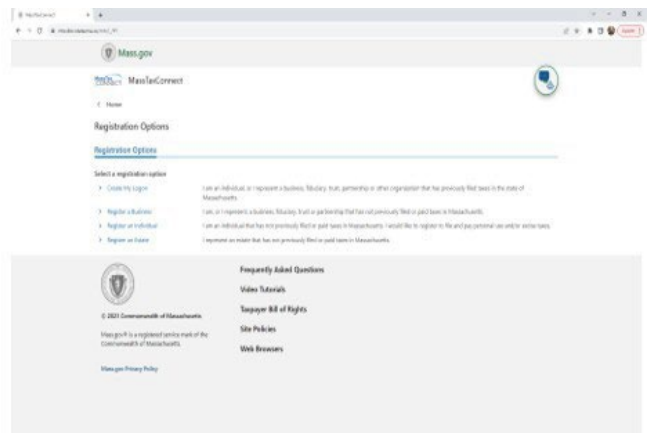 MassTaxConnect
Mass.gov
MassTaxConnect
Home
Registration Options
Registration Options
Select a registration option
Create My Logon
I am an individual, or I represent a business, fiduciary, trust, partnership or other organization that has previously filed taxes in the state of
Massachusetts.
Register a Business
I am, or I represent, a business, fiduciary, trust or partnership that has not previously filed or paid taxes in Massachusetts.
Register an Individual
I am an individual that has not previously filed or paid taxes in Massachusetts. I would like to register to file and pay personal use and/or excise taxes.
Register an Estate
I represent an estate that has not previously filed or paid taxes in Massachusetts.
Frequently Asked Questions
Video Tutorials
Taxpayer Bill of Rights
Site Policies
Web Browsers
© 2021 Commonwealth of Massachusetts
Mass.gov® is a registered service mark of the
Commonwealth of Massachusetts.
Mass.gov Privacy Policy